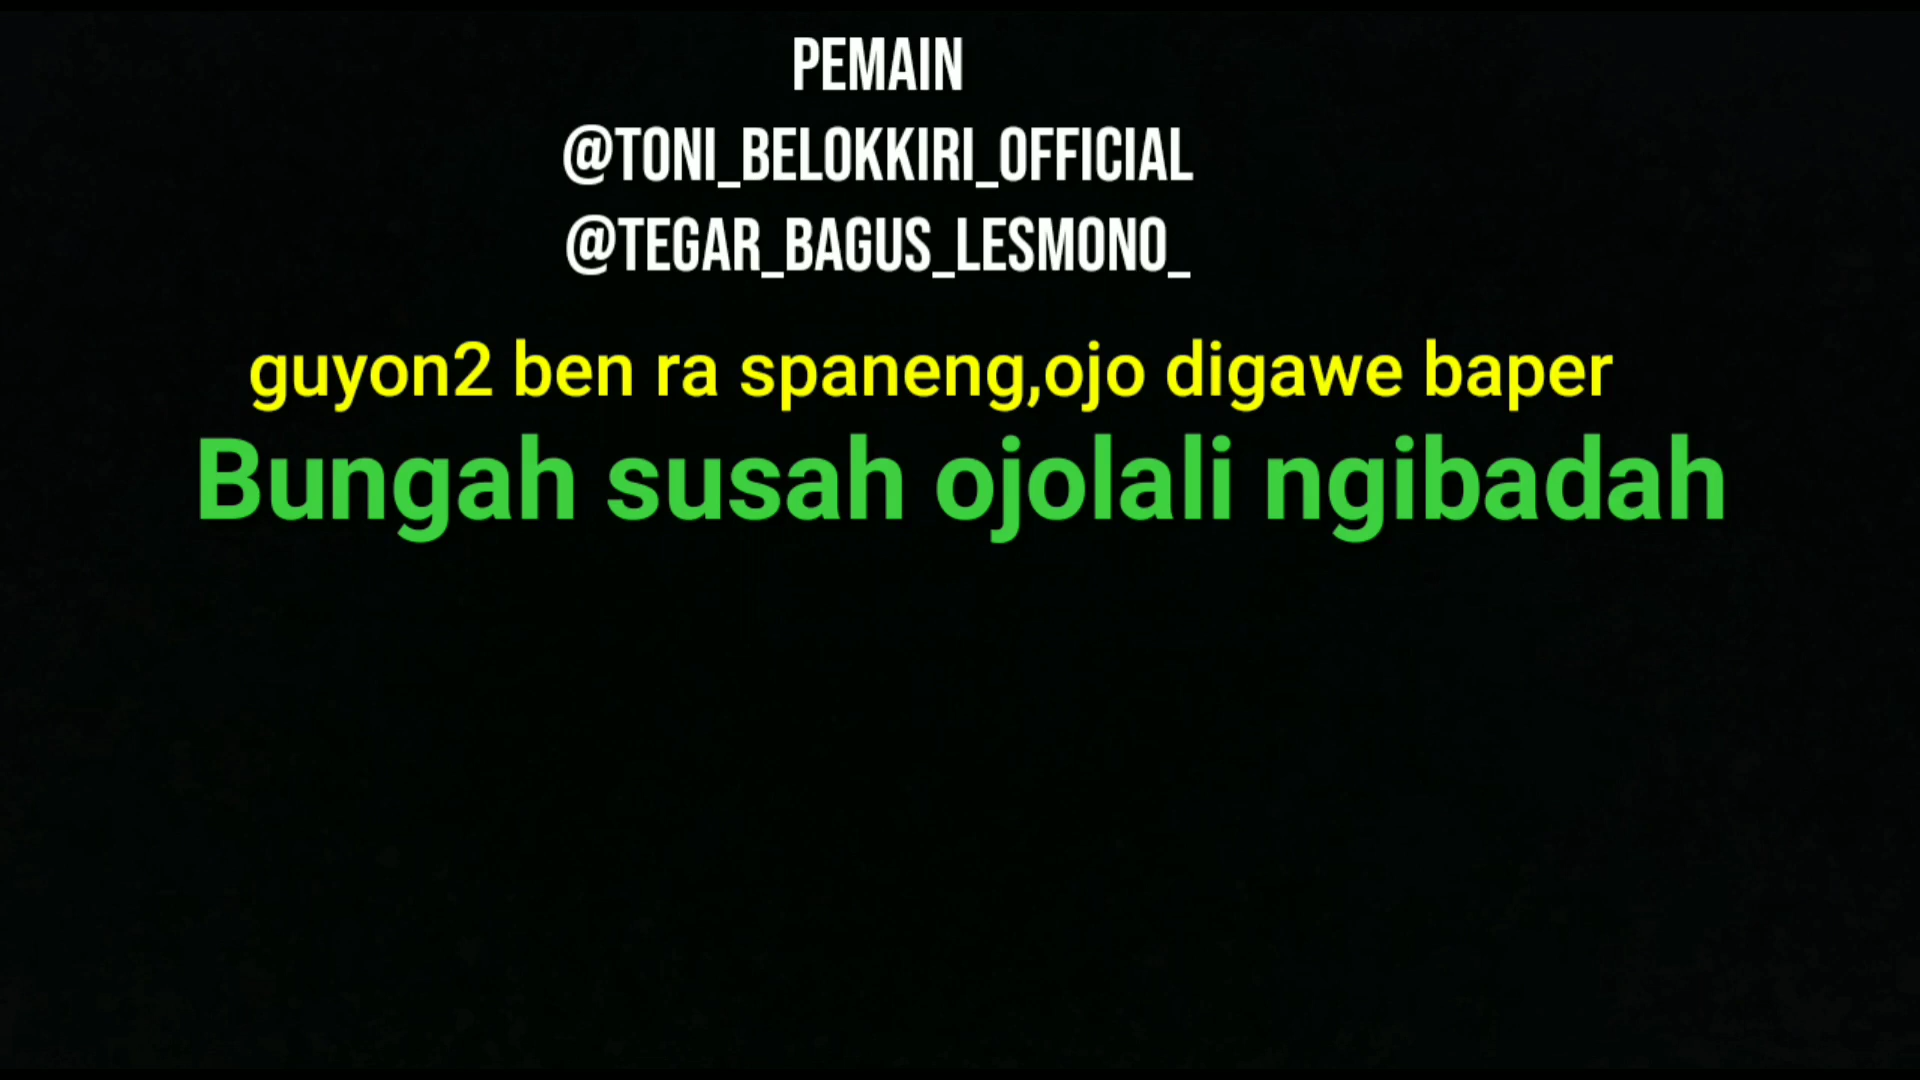 PEMAIN
@TONI_BELOKKIRI_OFFICIAL
@TEGAR_BAGUS_LESMONO_
guyon2 ben ra spaneng,ojo digawe baper
Bungah susah ojolali ngibadah